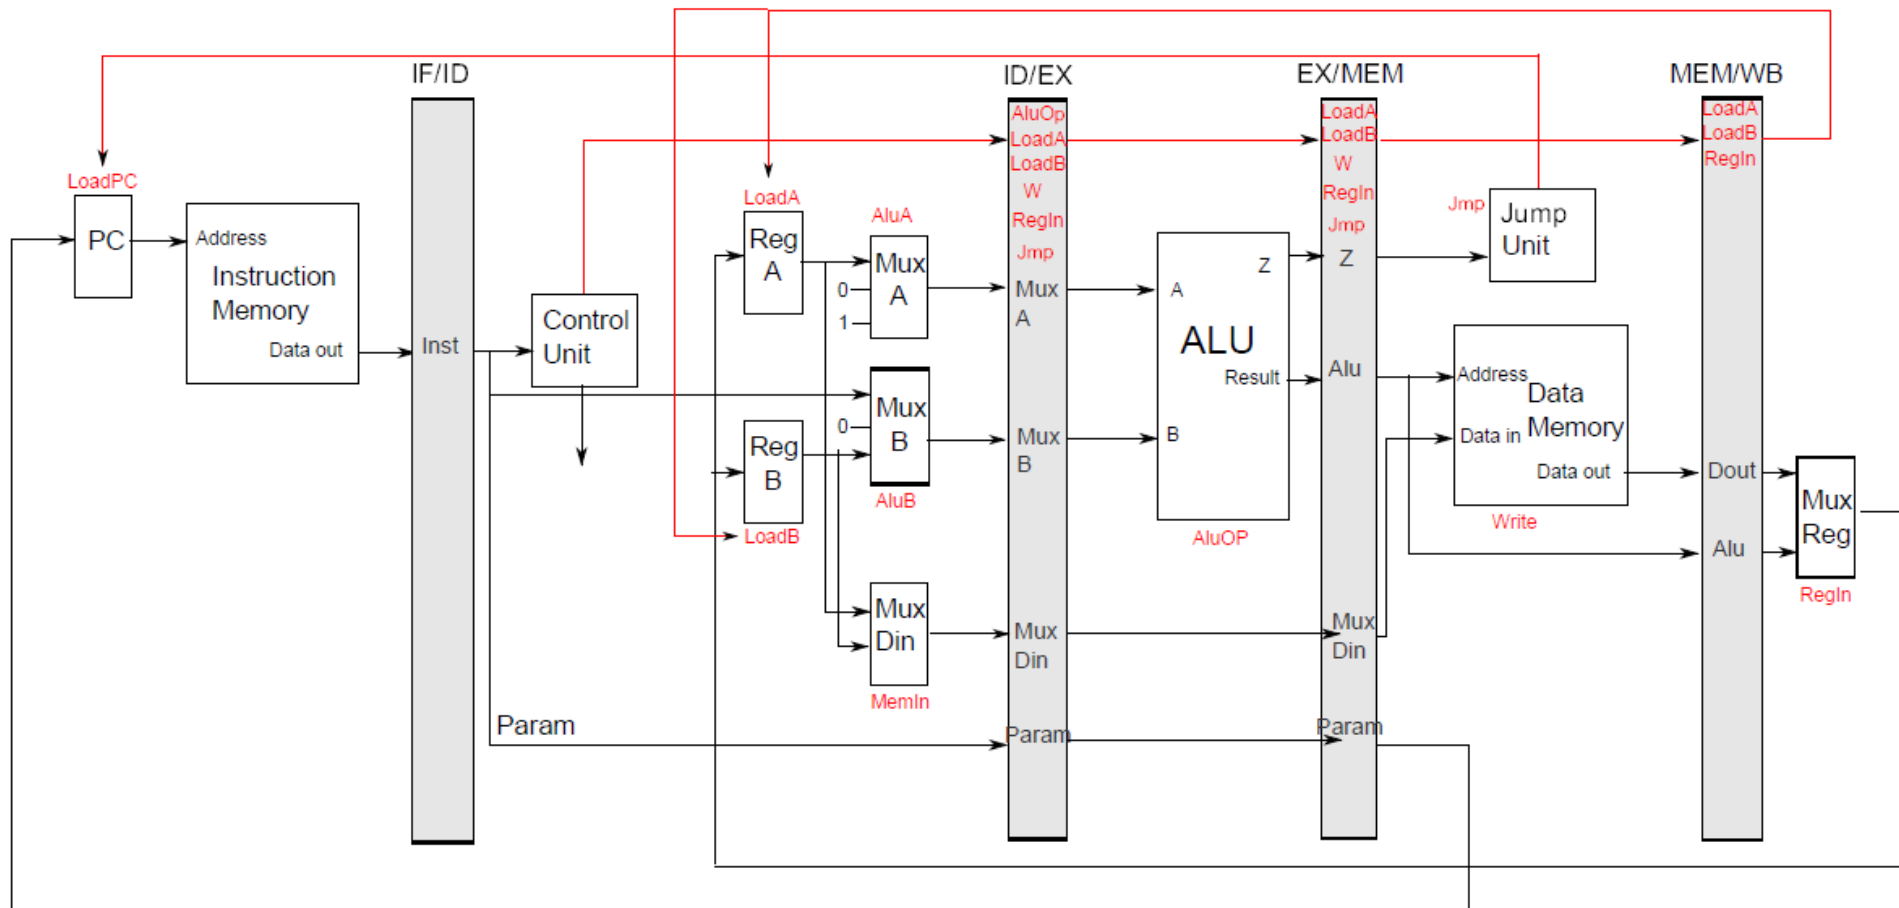 IF/ID
ID/EX
EX/MEM
MEM/WB
LoadPC
PC
Address
Instruction
Memory
Data out
Inst
Control
Unit
Param
LoadA
Reg
A
Reg
B
LoadB
AluA
Mux
A
0
1
Mux
B
0
AluB
Mux
Din
MemIn
AluOp
LoadA
LoadB
W
RegIn
Jmp
Mux
A
Mux
B
Mux
Din
Param
A
B
Z
ALU
Result
AluOP
LoadA
LoadB
W
RegIn
Jmp
Z
Alu
Mux
Din
Param
Jmp
Jump
Unit
Address
Data
Memory
Data in
Data out
Write
LoadA
LoadB
RegIn
Dout
Alu
Mux
Reg
RegIn